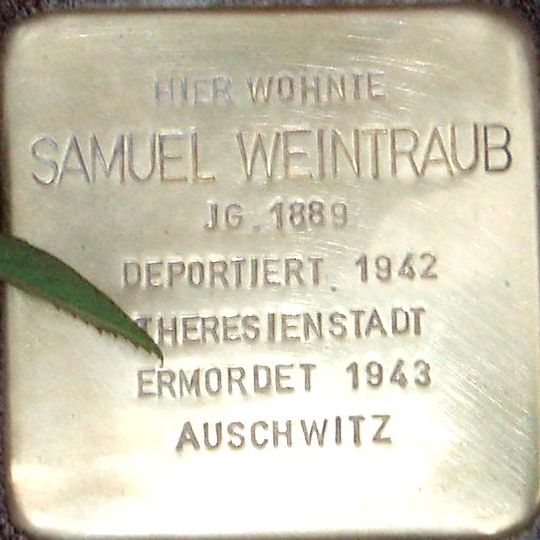 HIER WOHNTE
SAMUEL WEINTRAUB
JG. 1889
DEPORTIERT 1942
THERESIENSTADT
ERMORDET 1943
AUSCHWITZ